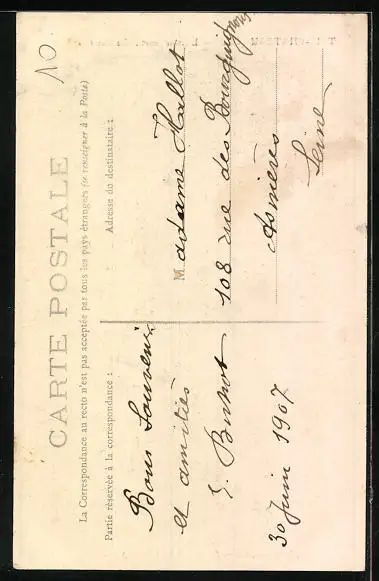 CARTE POSTALE
La Correspondance au recto n'est pas acceptée par tous les pays étrangers (se renseigner à la Poste)
Partie réservée à la correspondance :
Adresse du destinataire :
Bons Souvenirs
et amitiés
30 Juin 1907
Madame Hallot
108 rue des Bourguignons
Asnières
Seine
10